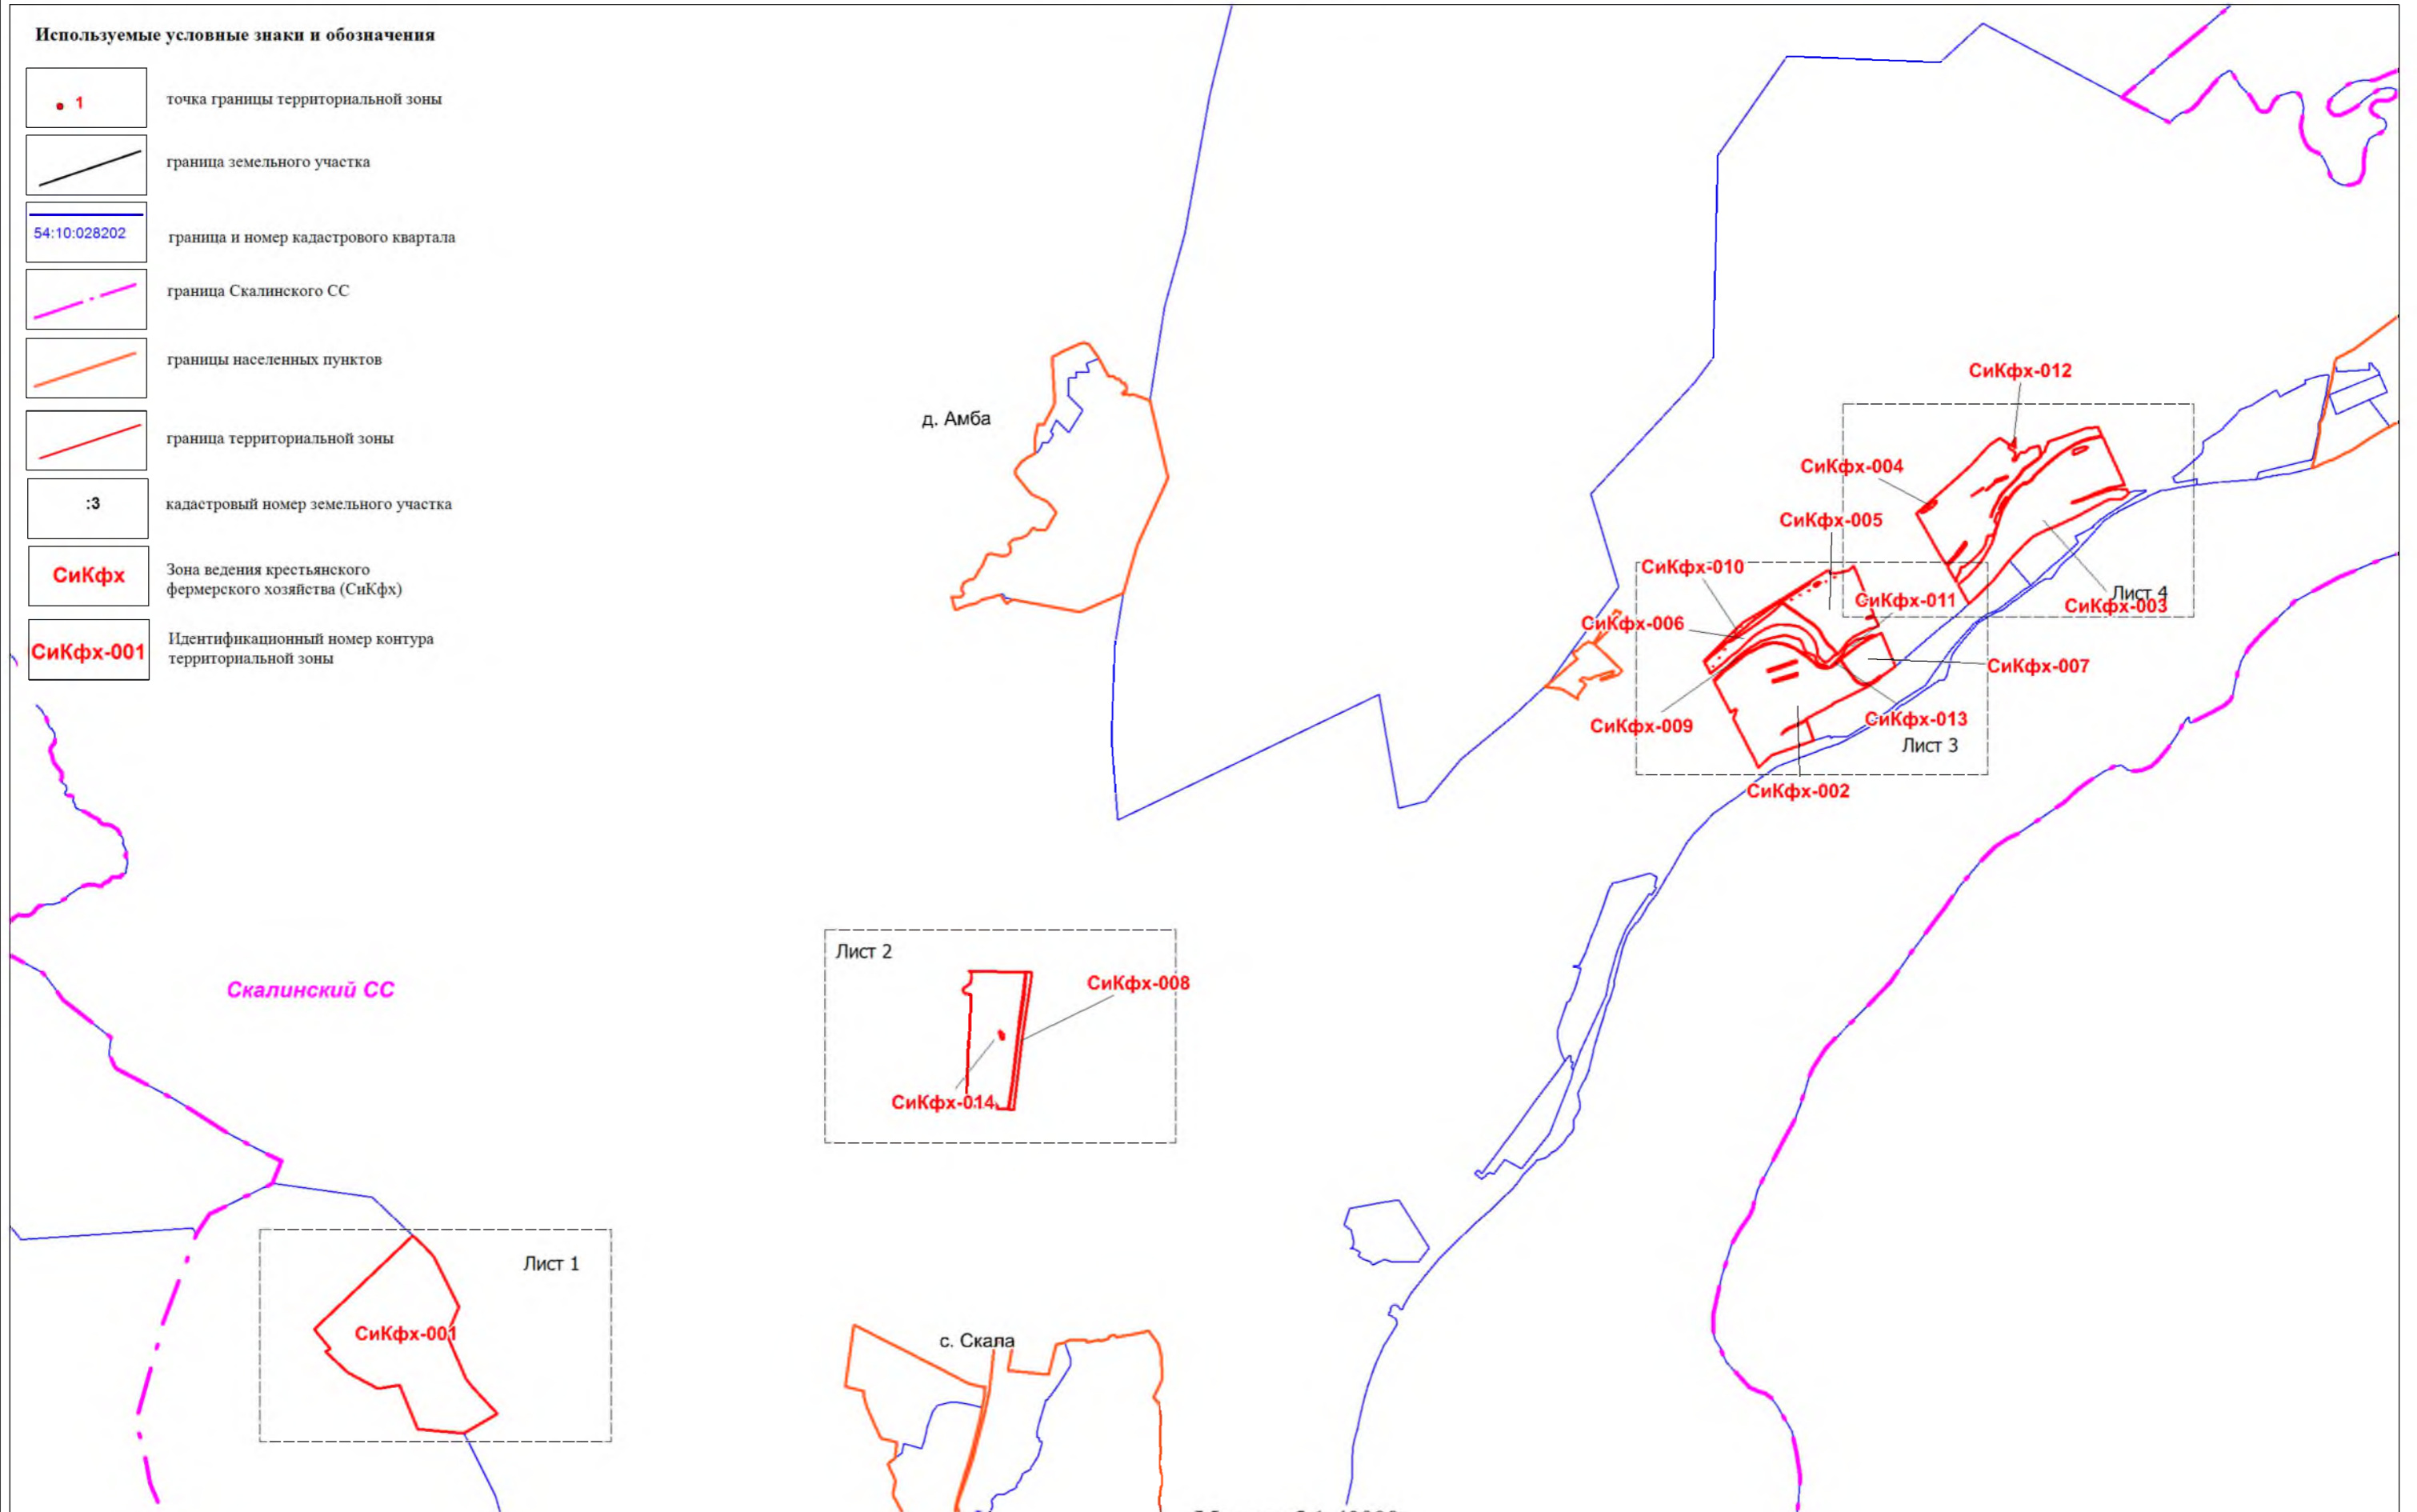 Используемые условные знаки и обозначения
1
точка границы территориальной зоны
граница земельного участка
54:10:028202
граница и номер кадастрового квартала
граница Скалинского СС
границы населенных пунктов
граница территориальной зоны
:3
кадастровый номер земельного участка
СиКфх
Зона ведения крестьянского
фермерского хозяйства (СиКфх)
СиКфх-001
Идентификационный номер контура
территориальной зоны
д. Амба
СиКфх-012
СиКфх-004
СиКфх-005
СиКфх-010
Лист 4
СиКфх-011
СиКфх-003
СиКфх-006
СиКфх-007
СиКфх-009
СиКфх-013
Лист 3
СиКфх-002
Лист 2
СиКфх-008
СиКфх-014
Скалинский СС
Лист 1
СиКфх-001
с. Скала